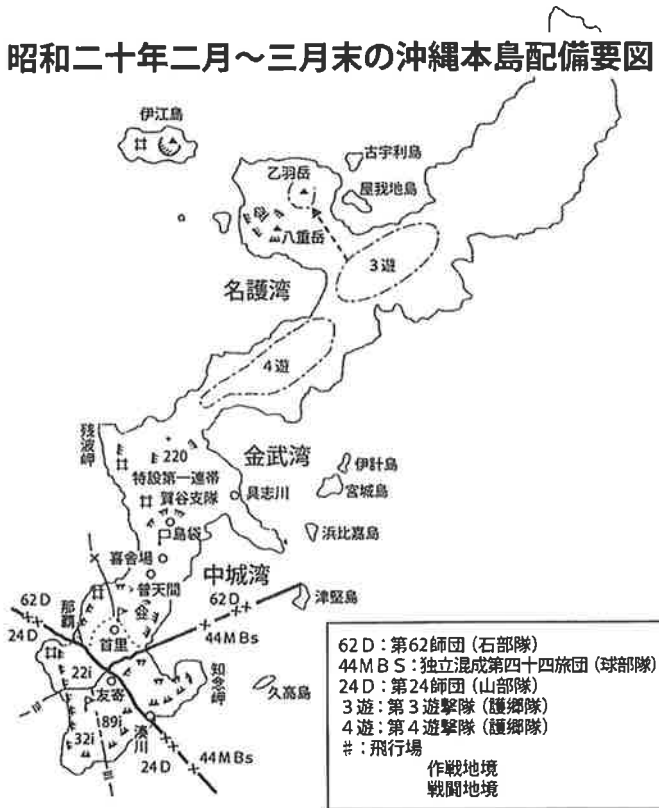 昭和二十年二月~三月末の沖縄本島配備要図
伊江島
乙羽岳
古宇利島
屋我地島
八重岳
3遊
名護湾
4遊
残波岬
220
金武湾
特設第一連帯
伊計島
賀谷支隊
具志川
宮城島
島袋
浜比嘉島
喜舎場
中城湾
普天間
津堅島
62D
24D
那覇
首里
62D
44MBs
22i
友寄
知念岬
久高島
89i
32i
湊川
24D
44MBs
62D:第62師団(石部隊)
44MBS:独立混成第四十四旅団(球部隊)
24D:第24師団(山部隊)
3遊:第3遊撃隊(護郷隊)
4遊:第4遊撃隊(護郷隊)
#:飛行場
作戦地境
戦闘地境